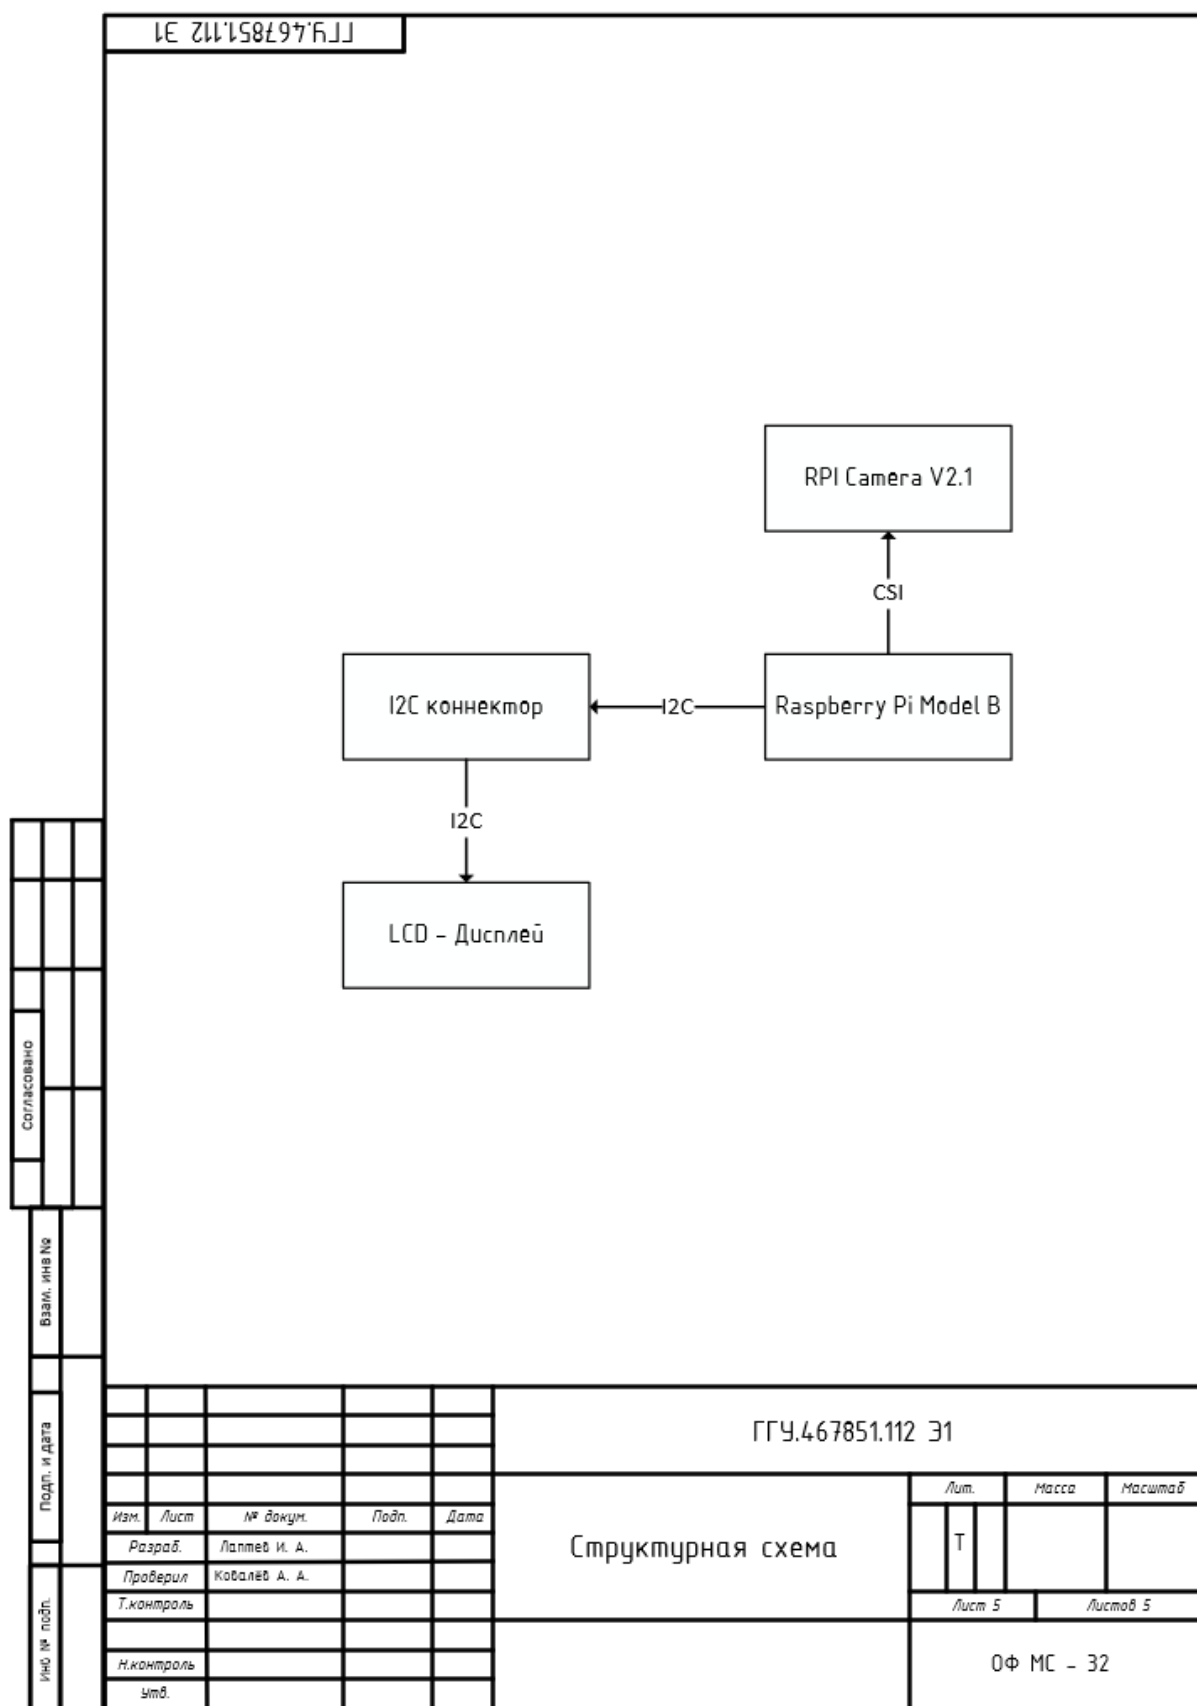 ГГУ.467851.112 Э1
RPI Camera V2.1
CSI
I2C коннектор
I2C
Raspberry Pi Model B
I2C
LCD - Дисплей
Согласовано
Взам. инв №
Подп. и дата
Инв № подп.
ГГУ.467851.112 Э1
Изм. Лист № докум. Подп. Дата
Разраб. Лаптев И. А.
Проверил Ковалёв А. А.
Т.контроль
Н.контроль
Утв.
Структурная схема
Лит. Масса Масштаб
Т
Лист 5 Листов 5
ОФ МС - 32